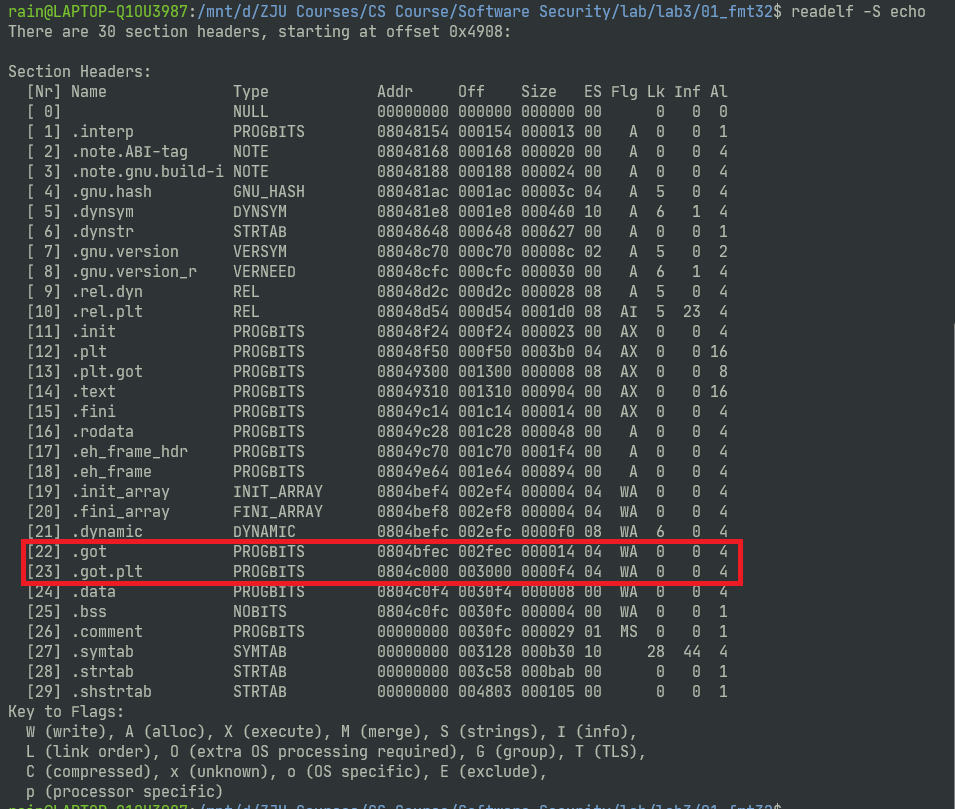 rain@LAPTOP-Q1OU3987:/mnt/d/ZJU Courses/CS Course/Software Security/lab/lab3/01_fmt32$ readelf -S echo
There are 30 section headers, starting at offset 0x4908:

Section Headers:
  [Nr] Name              Type            Addr     Off    Size   ES Flg Lk Inf Al
  [ 0]                   NULL            00000000 000000 000000 00      0   0  0
  [ 1] .interp           PROGBITS        08048154 000154 000013 00   A  0   0  1
  [ 2] .note.ABI-tag     NOTE            08048168 000168 000020 00   A  0   0  4
  [ 3] .note.gnu.build-i NOTE            08048188 000188 000024 00   A  0   0  4
  [ 4] .gnu.hash         GNU_HASH        080481ac 0001ac 00003c 04   A  5   0  4
  [ 5] .dynsym           DYNSYM          080481e8 0001e8 000460 10   A  6   1  4
  [ 6] .dynstr           STRTAB          08048648 000648 000627 00   A  0   0  1
  [ 7] .gnu.version      VERSYM          08048c70 000c70 00008c 02   A  5   0  2
  [ 8] .gnu.version_r    VERNEED         08048cfc 000cfc 000030 00   A  6   1  4
  [ 9] .rel.dyn          REL             08048d2c 000d2c 000028 08   A  5   0  4
  [10] .rel.plt          REL             08048d54 000d54 0001d0 08  AI  5  23  4
  [11] .init             PROGBITS        08048f24 000f24 000023 00  AX  0   0  4
  [12] .plt              PROGBITS        08048f50 000f50 0003b0 04  AX  0   0 16
  [13] .plt.got          PROGBITS        08049300 001300 000008 08  AX  0   0  8
  [14] .text             PROGBITS        08049310 001310 000904 00  AX  0   0 16
  [15] .fini             PROGBITS        08049c14 001c14 000014 00  AX  0   0  4
  [16] .rodata           PROGBITS        08049c28 001c28 000048 00   A  0   0  4
  [17] .eh_frame_hdr     PROGBITS        08049c70 001c70 0001f4 00   A  0   0  4
  [18] .eh_frame         PROGBITS        08049e64 001e64 000894 00   A  0   0  4
  [19] .init_array       INIT_ARRAY      0804bef4 002ef4 000004 04  WA  0   0  4
  [20] .fini_array       FINI_ARRAY      0804bef8 002ef8 000004 04  WA  0   0  4
  [21] .dynamic          DYNAMIC         0804befc 002efc 0000f0 08  WA  6   0  4
  [22] .got              PROGBITS        0804bfec 002fec 000014 04  WA  0   0  4
  [23] .got.plt          PROGBITS        0804c000 003000 0000f4 04  WA  0   0  4
  [24] .data             PROGBITS        0804c0f4 0030f4 000008 00  WA  0   0  4
  [25] .bss              NOBITS          0804c0fc 0030fc 000004 00  WA  0   0  1
  [26] .comment          PROGBITS        00000000 0030fc 000029 01  MS  0   0  1
  [27] .symtab           SYMTAB          00000000 003128 000b30 10     28  44  4
  [28] .strtab           STRTAB          00000000 003c58 000bab 00      0   0  1
  [29] .shstrtab         STRTAB          00000000 004803 000105 00      0   0  1
Key to Flags:
  W (write), A (alloc), X (execute), M (merge), S (strings), I (info),
  L (link order), O (extra OS processing required), G (group), T (TLS),
  C (compressed), x (unknown), o (OS specific), E (exclude),
  p (processor specific)
rain@LAPTOP-Q1OU3987:/mnt/d/ZJU Courses/CS Course/Software Security/lab/lab3/01_fmt32$